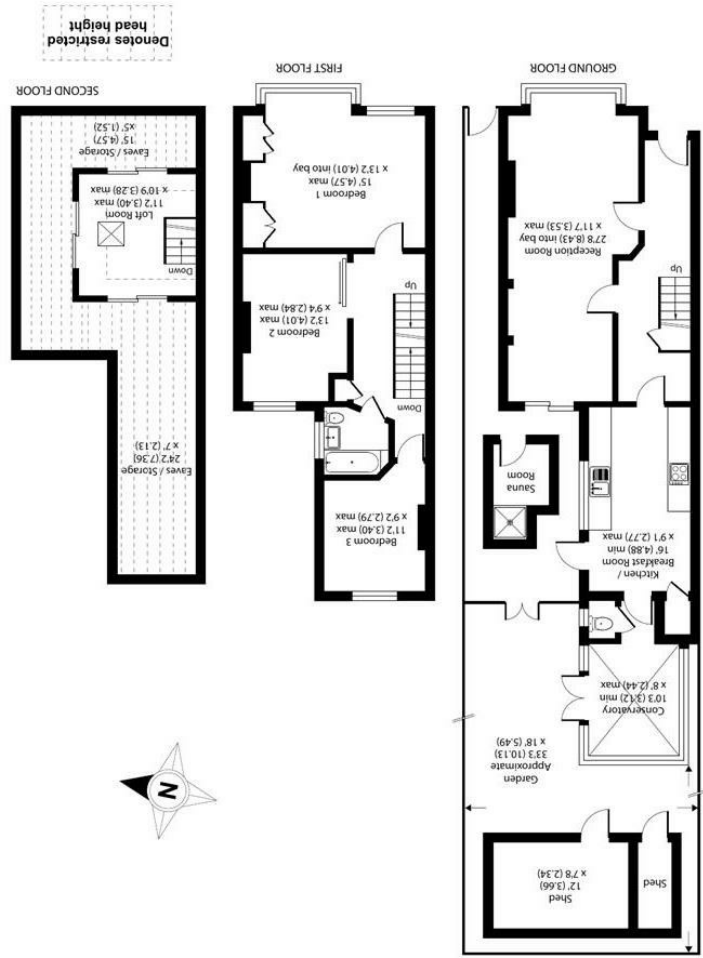 Shed
Shed
12' (3.66)
x 7'8 (2.34)
Garden
Approximate
33'3 (10.13)
x 18' (5.49)
Conservatory
10'3 (3.12) min
x 8' (2.44) max
Kitchen /
Breakfast Room
16' (4.88) min
x 9'1 (2.77) max
Sauna
Room
Up
Reception Room
27'8 (8.43) into bay
x 11'7 (3.53) max
GROUND FLOOR
Bedroom 3
11'2 (3.40) max
x 9'2 (2.79) max
Down
Up
Bedroom 2
13'2 (4.01) max
x 9'4 (2.84) max
Bedroom 1
15' (4.57) max
x 13'2 (4.01) into bay
FIRST FLOOR
N
Eaves / Storage
24'2 (7.36)
x 7' (2.13)
Down
Loft Room
11'2 (3.40) max
x 10'9 (3.28) max
Eaves / Storage
15' (4.57)
x5' (1.52)
SECOND FLOOR
Denotes restricted
head height